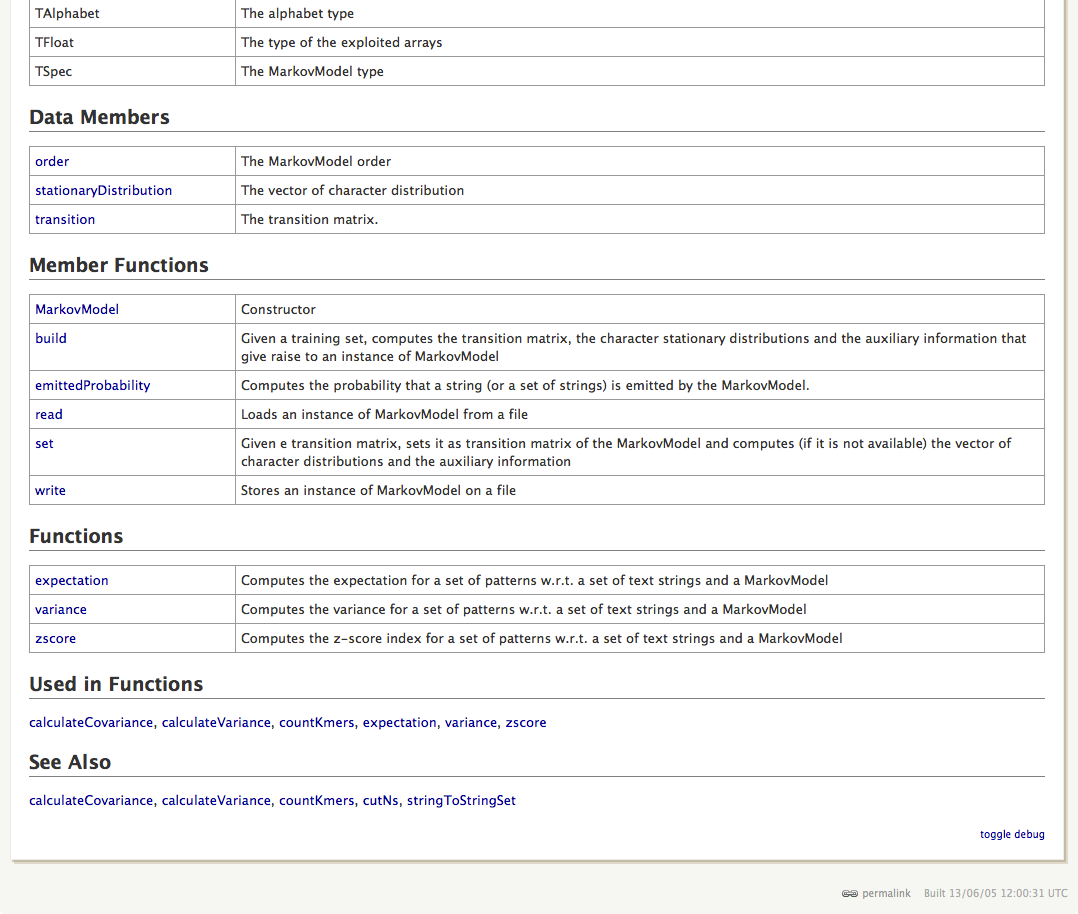 TAlphabet The alphabet type
TFloat The type of the exploited arrays
TSpec The MarkovModel type
Data Members
order The MarkovModel order
stationaryDistribution The vector of character distribution
transition The transition matrix.
Member Functions
MarkovModel Constructor
build Given a training set, computes the transition matrix, the character stationary distributions and the auxiliary information that
give raise to an instance of MarkovModel
emittedProbability Computes the probability that a string (or a set of strings) is emitted by the MarkovModel.
read Loads an instance of MarkovModel from a file
set Given e transition matrix, sets it as transition matrix of the MarkovModel and computes (if it is not available) the vector of
character distributions and the auxiliary information
write Stores an instance of MarkovModel on a file
Functions
expectation Computes the expectation for a set of patterns w.r.t. a set of text strings and a MarkovModel
variance Computes the variance for a set of patterns w.r.t. a set of text strings and a MarkovModel
zscore Computes the z-score index for a set of patterns w.r.t. a set of text strings and a MarkovModel
Used in Functions
calculateCovariance, calculateVariance, countKmers, expectation, variance, zscore
See Also
calculateCovariance, calculateVariance, countKmers, cutNs, stringToStringSet
toggle debug
permalink Built 13/06/05 12:00:31 UTC